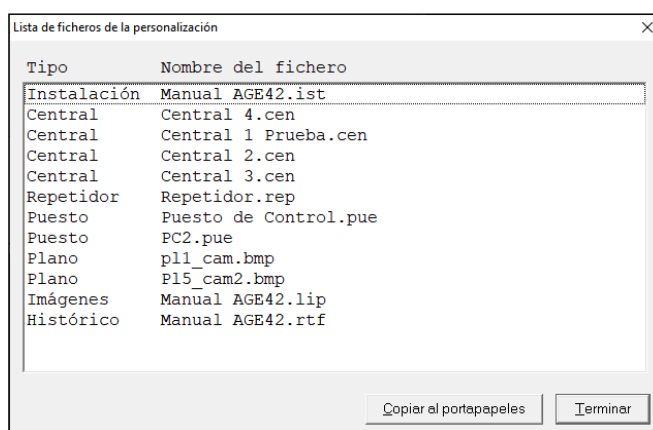 Lista de ficheros de la personalización
Tipo Nombre del fichero
Instalación Manual AGE42.ist
Central Central 4.cen
Central Central 1 Prueba.cen
Central Central 2.cen
Central Central 3.cen
Repetidor Repetidor.rep
Puesto Puesto de Control.pue
Puesto PC2.pue
Plano pl1_cam.bmp
Plano Pl5_cam2.bmp
Imágenes Manual AGE42.lip
Histórico Manual AGE42.rtf
Copiar al portapapeles Terminar